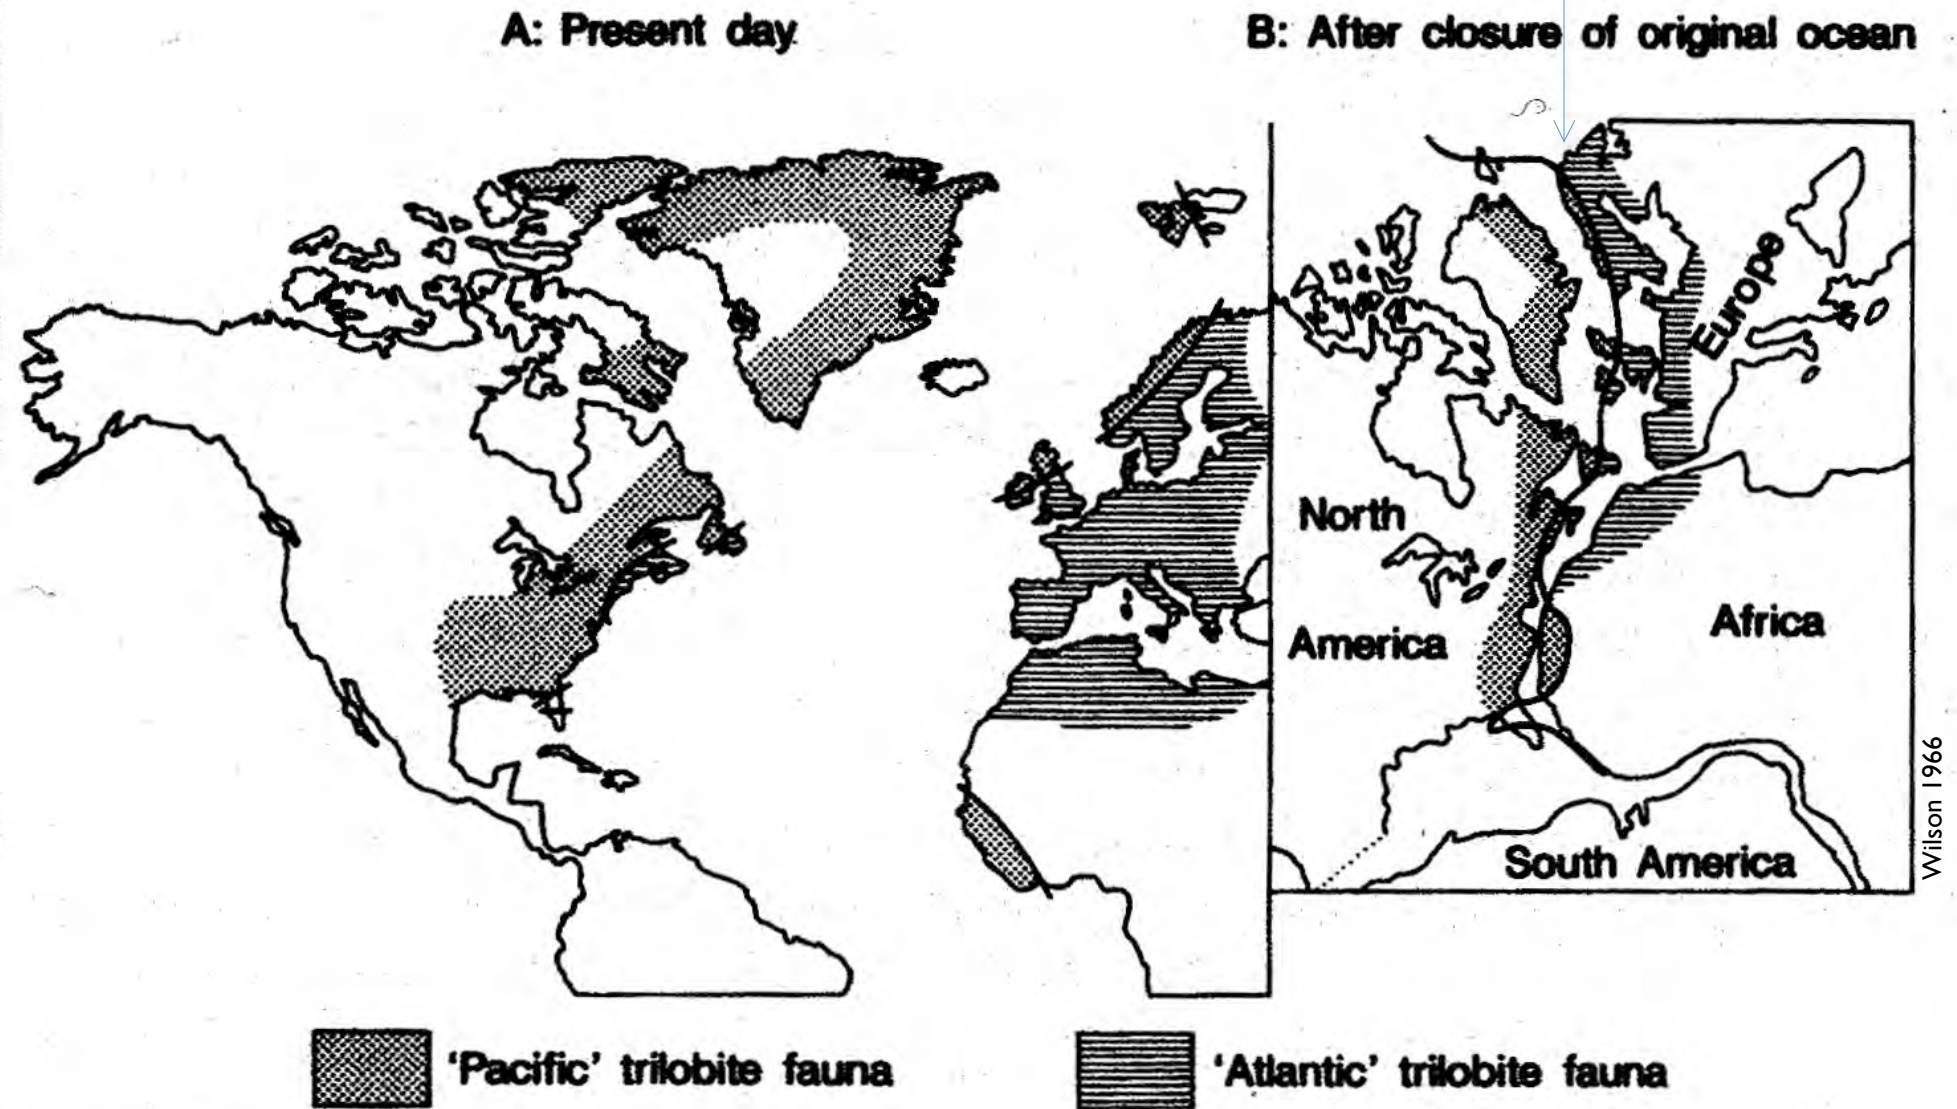 A: Present day
B: After closure of original ocean
Europe
North
America
Africa
South America
Wilson 1966
'Pacific' trilobite fauna
'Atlantic' trilobite fauna